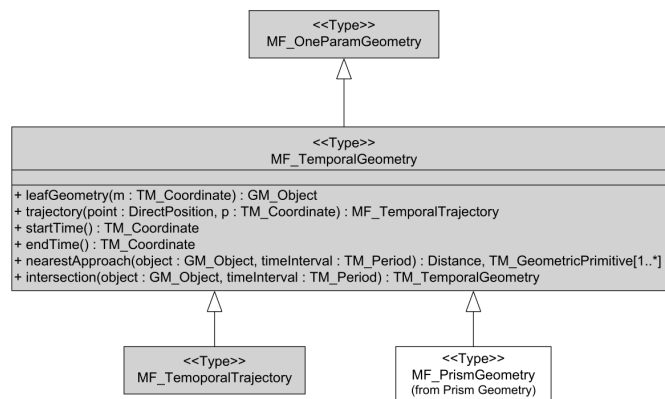 <<Type>>
MF_OneParamGeometry
<<Type>>
MF_TemporalGeometry
+ leafGeometry(m : TM_Coordinate) : GM_Object
+ trajectory(point : DirectPosition, p : TM_Coordinate) : MF_TemporalTrajectory
+ startTime() : TM_Coordinate
+ endTime() : TM_Coordinate
+ nearestApproach(object : GM_Object, timeInterval : TM_Period) : Distance, TM_GeometricPrimitive[1..*]
+ intersection(object : GM_Object, timeInterval : TM_Period) : TM_TemporalGeometry
<<Type>>
MF_TemoporalTrajectory
<<Type>>
MF_PrismGeometry
(from Prism Geometry)